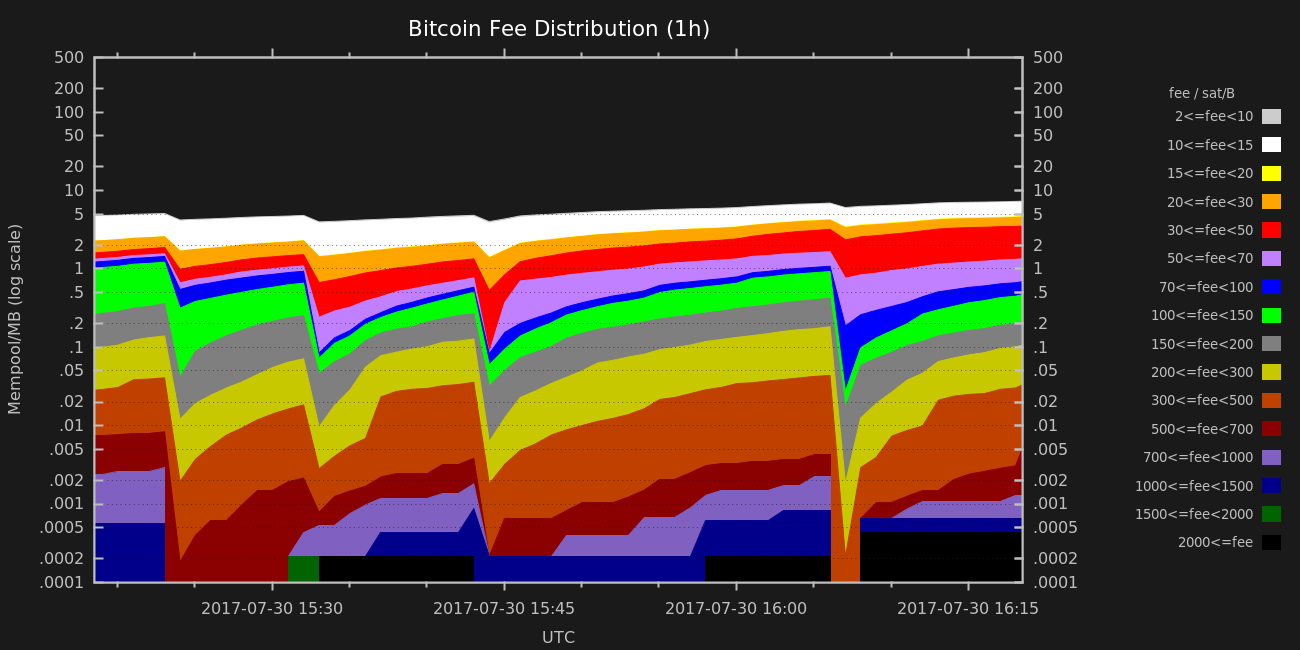 Bitcoin Fee Distribution (1h)
Mempool/MB (log scale)
500
200
100
50
20
10
5
2
1
.5
.2
.1
.05
.02
.01
.005
.002
.001
.0005
.0002
.0001
500
200
100
50
20
10
5
2
1
.5
.2
.1
.05
.02
.01
.005
.002
.001
.0005
.0002
.0001
2017-07-30 15:30
2017-07-30 15:45
2017-07-30 16:00
2017-07-30 16:15
UTC
fee / sat/B
2<=fee<10
10<=fee<15
15<=fee<20
20<=fee<30
30<=fee<50
50<=fee<70
70<=fee<100
100<=fee<150
150<=fee<200
200<=fee<300
300<=fee<500
500<=fee<700
700<=fee<1000
1000<=fee<1500
1500<=fee<2000
2000<=fee